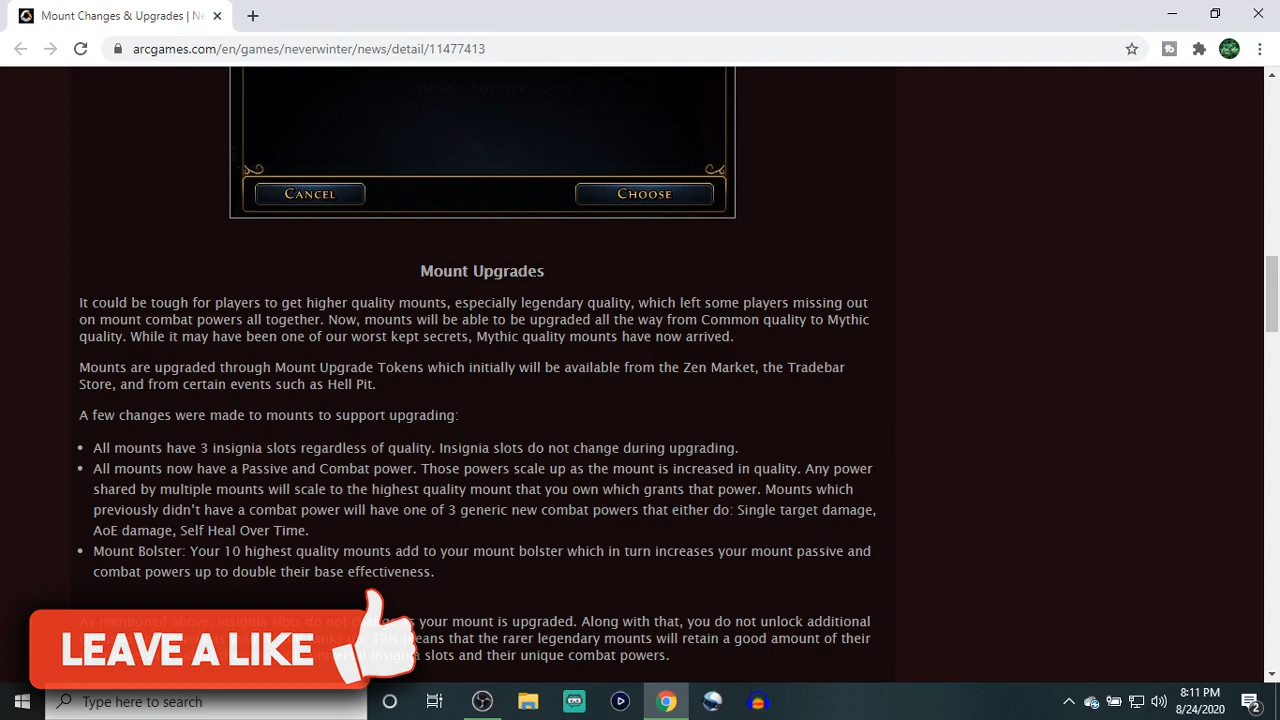 Mount Changes & Upgrades | Ne
arcgames.com/en/games/neverwinter/news/detail/11477413
CANCEL
CHOOSE
Mount Upgrades
It could be tough for players to get higher quality mounts, especially legendary quality, which left some players missing out
on mount combat powers all together. Now, mounts will be able to be upgraded all the way from Common quality to Mythic
quality. While it may have been one of our worst kept secrets, Mythic quality mounts have now arrived.
Mounts are upgraded through Mount Upgrade Tokens which initially will be available from the Zen Market, the Tradebar
Store, and from certain events such as Hell Pit.
A few changes were made to mounts to support upgrading:
All mounts have 3 insignia slots regardless of quality. Insignia slots do not change during upgrading.
All mounts now have a Passive and Combat power. Those powers scale up as the mount is increased in quality. Any power
shared by multiple mounts will scale to the highest quality mount that you own which grants that power. Mounts which
previously didn't have a combat power will have one of 3 generic new combat powers that either do: Single target damage,
AoE damage, Self Heal Over Time.
Mount Bolster: Your 10 highest quality mounts add to your mount bolster which in turn increases your mount passive and
combat powers up to double their base effectiveness.
As mentioned above, insignia slots do not your mount is upgraded. Along with that, you do not unlock additional
This means that the rarer legendary mounts will retain a good amount of their
insignia slots and their unique combat powers.
LEAVE A LIKE
Type here to search
8:11 PM
8/24/2020
2